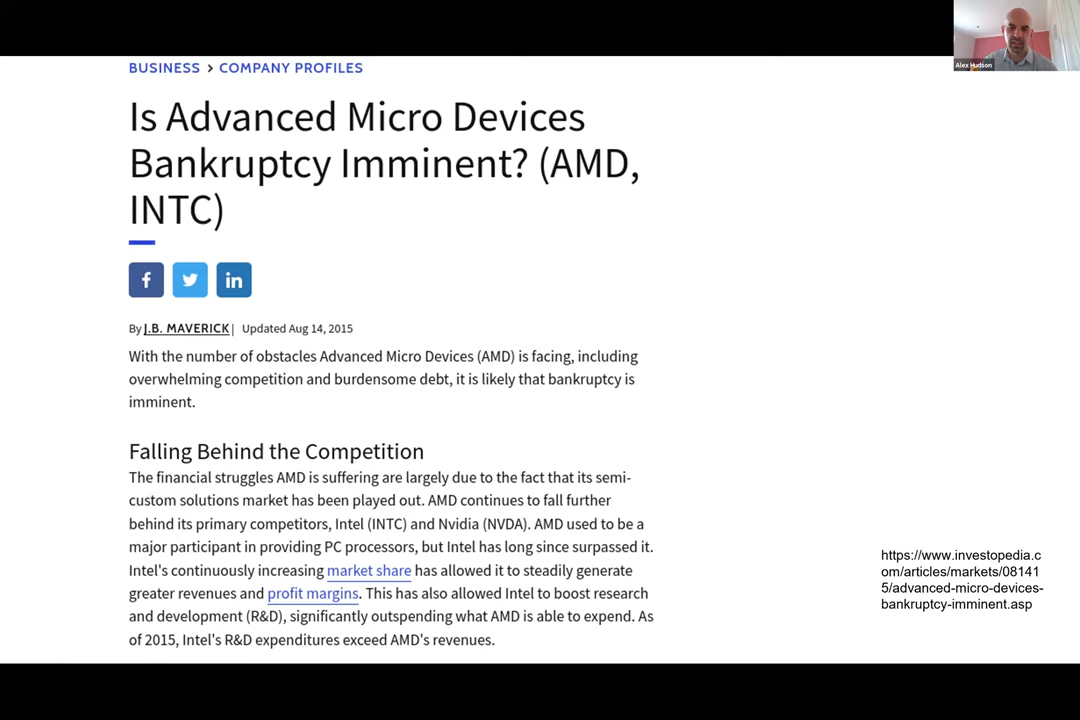 Alex Hudson
BUSINESS > COMPANY PROFILES
Is Advanced Micro Devices
Bankruptcy Imminent? (AMD,
INTC)
f
in
By J.B. MAVERICK | Updated Aug 14, 2015
With the number of obstacles Advanced Micro Devices (AMD) is facing, including
overwhelming competition and burdensome debt, it is likely that bankruptcy is
imminent.
Falling Behind the Competition
The financial struggles AMD is suffering are largely due to the fact that its semi-
custom solutions market has been played out. AMD continues to fall further
behind its primary competitors, Intel (INTC) and Nvidia (NVDA). AMD used to be a
major participant in providing PC processors, but Intel has long since surpassed it.
Intel's continuously increasing market share has allowed it to steadily generate
greater revenues and profit margins. This has also allowed Intel to boost research
and development (R&D), significantly outspending what AMD is able to expend. As
of 2015, Intel's R&D expenditures exceed AMD's revenues.
https://www.investopedia.c
om/articles/markets/08141
5/advanced-micro-devices-
bankruptcy-imminent.asp